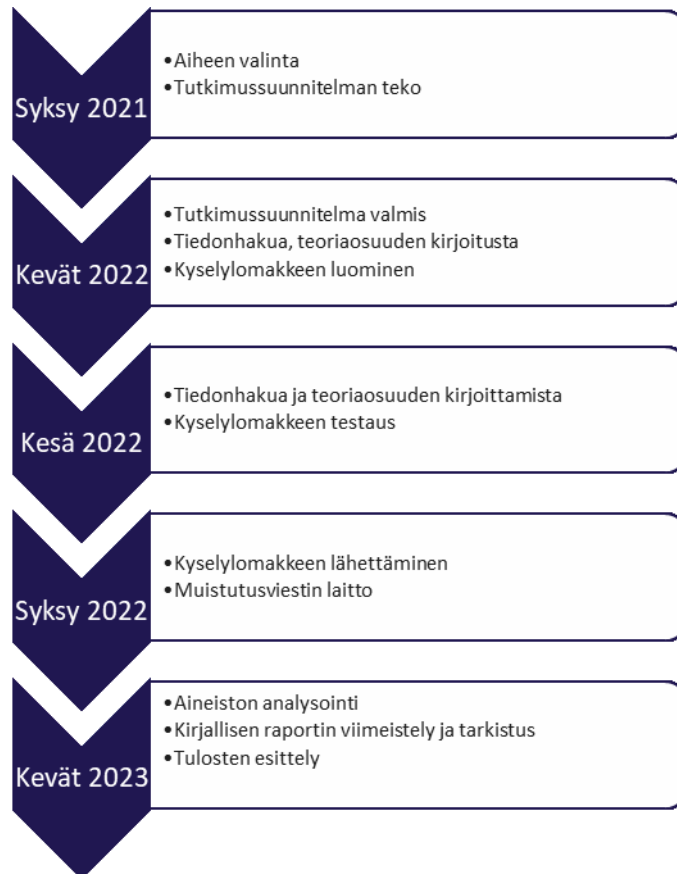 Syksy 2021
•Aiheen valinta
•Tutkimussuunnitelman teko
Kevät 2022
•Tutkimussuunnitelma valmis
•Tiedonhakua, teoriaosuuden kirjoitusta
•Kyselylomakkeen luominen
Kesä 2022
•Tiedonhakua ja teoriaosuuden kirjoittamista
•Kyselylomakkeen testaus
Syksy 2022
•Kyselylomakkeen lähettäminen
•Muistutusviestin laitto
Kevät 2023
•Aineiston analysointi
•Kirjallisen raportin viimeistely ja tarkistus
•Tulosten esittely